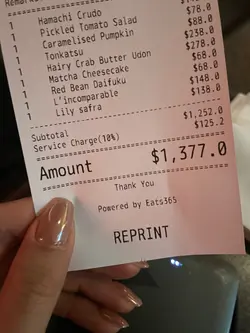 1 Hamachi Crudo
1 Pickled Tomato Salad $78.0
1 Caramelised Pumpkin $88.0
1 Tonkatsu $238.0
1 Hairy Crab Butter Udon $278.0
1 Matcha Cheesecake $68.0
1 Red Bean Daifuku $68.0
1 L'incomparable $148.0
1 Lily safra $138.0
Subtotal $1,252.0
Service Charge(10%) $125.2
Amount $1,377.0
Thank You
Powered by Eats365
REPRINT